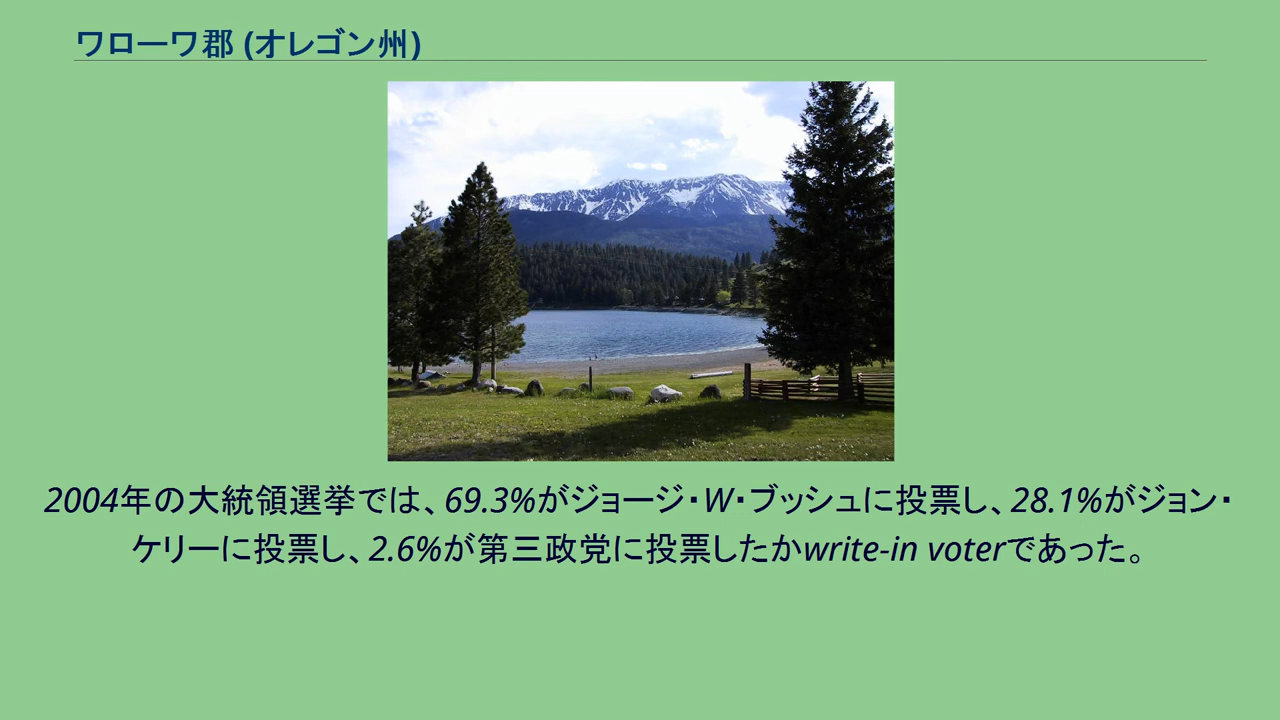 ワローワ郡 (オレゴン州)
2004年の大統領選挙では、69.3%がジョージ・W・ブッシュに投票し、28.1%がジョン・
ケリーに投票し、2.6%が第三政党に投票したかwrite-in voterであった。